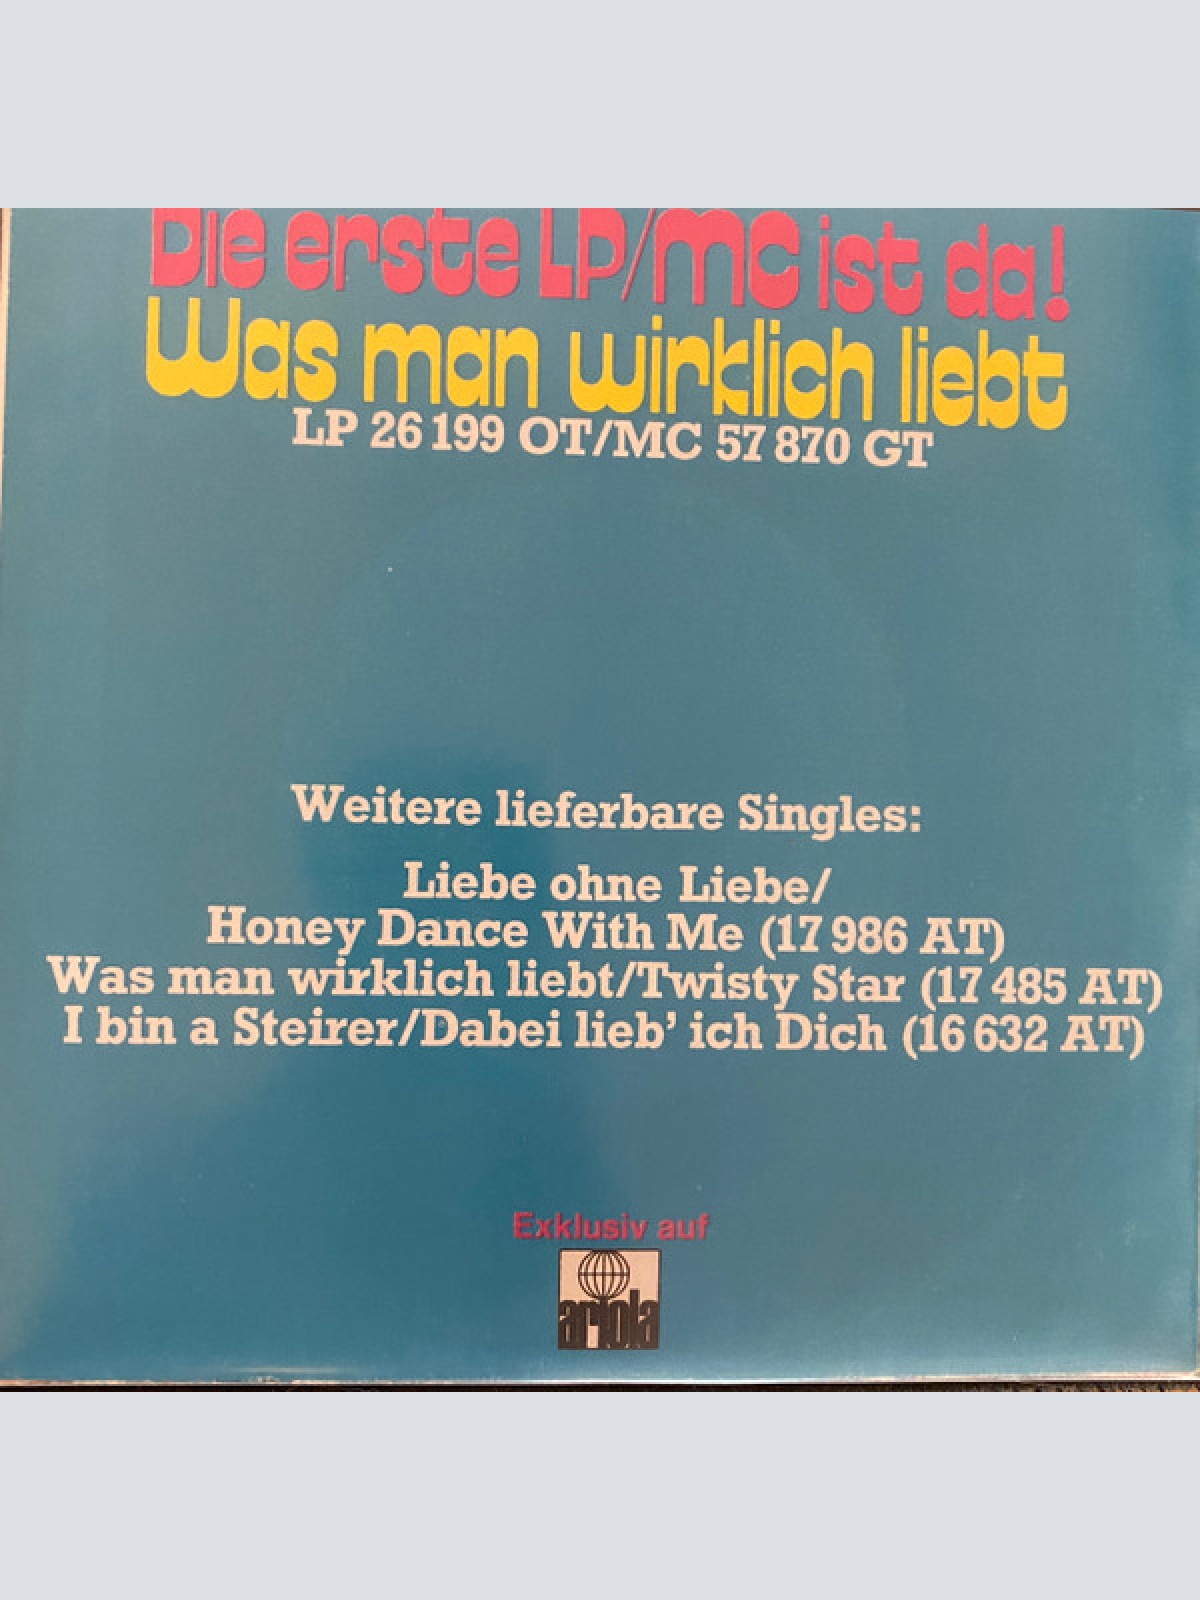 Die erste LP/MC ist da!
Was man wirklich liebt
LP 26 199 OT/MC 57 870 GT
Weitere lieferbare Singles:
Liebe ohne Liebe/
Honey Dance With Me (17 986 AT)
Was man wirklich liebt/Twisty Star (17 485 AT)
I bin a Steirer/Dabei lieb’ ich Dich (16 632 AT)
Exklusiv auf
ariola